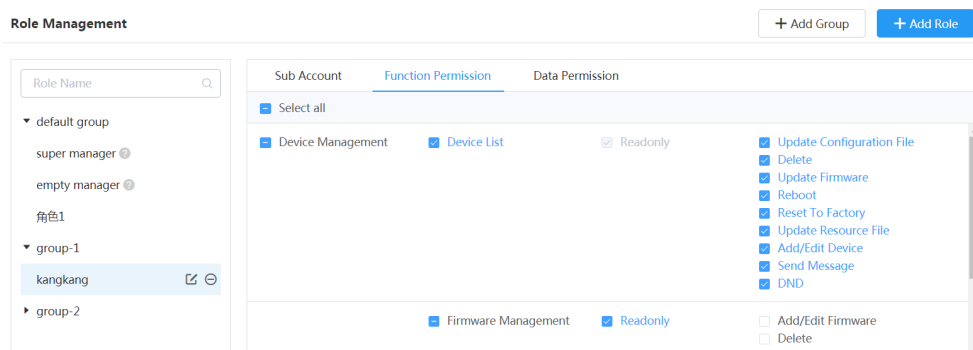 Role Management
Add Group
Add Role
Role Name
default group
super manager
empty manager
角色1
group-1
kangkang
group-2
Sub Account Function Permission Data Permission
Select all
Device Management Device List Readonly Update Configuration File
Delete
Update Firmware
Reboot
Reset To Factory
Update Resource File
Add/Edit Device
Send Message
DND
Firmware Management Readonly Add/Edit Firmware
Delete